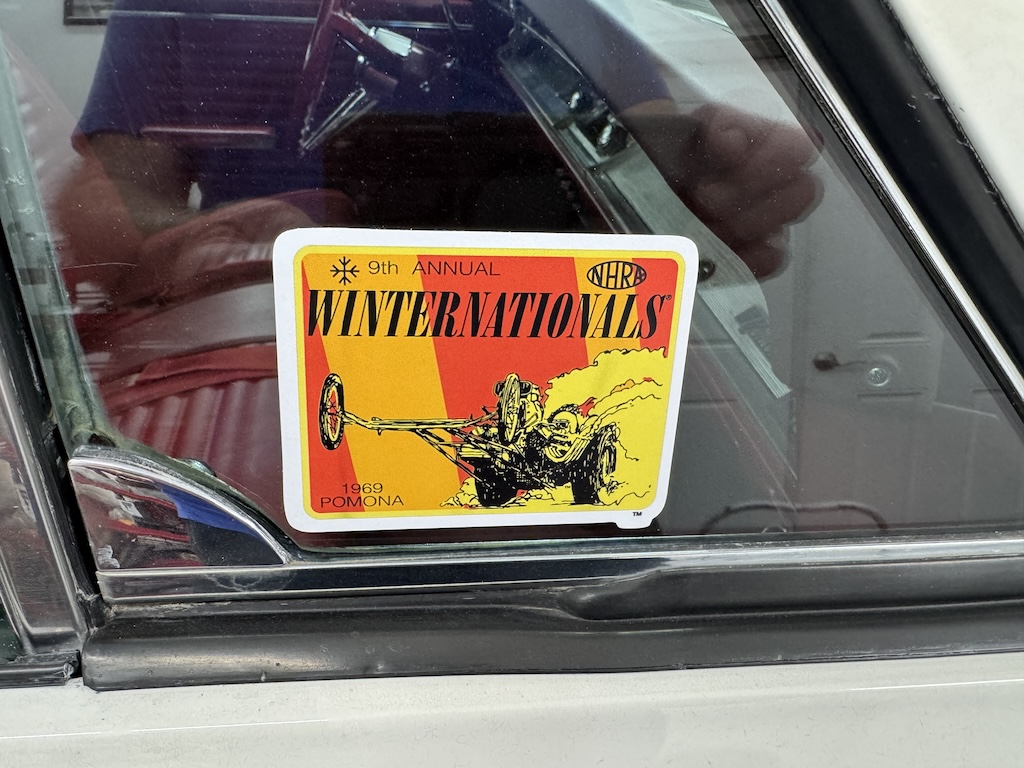 9th ANNUAL
NHRA
WINTERNATIONALS®
1969
POMONA
™